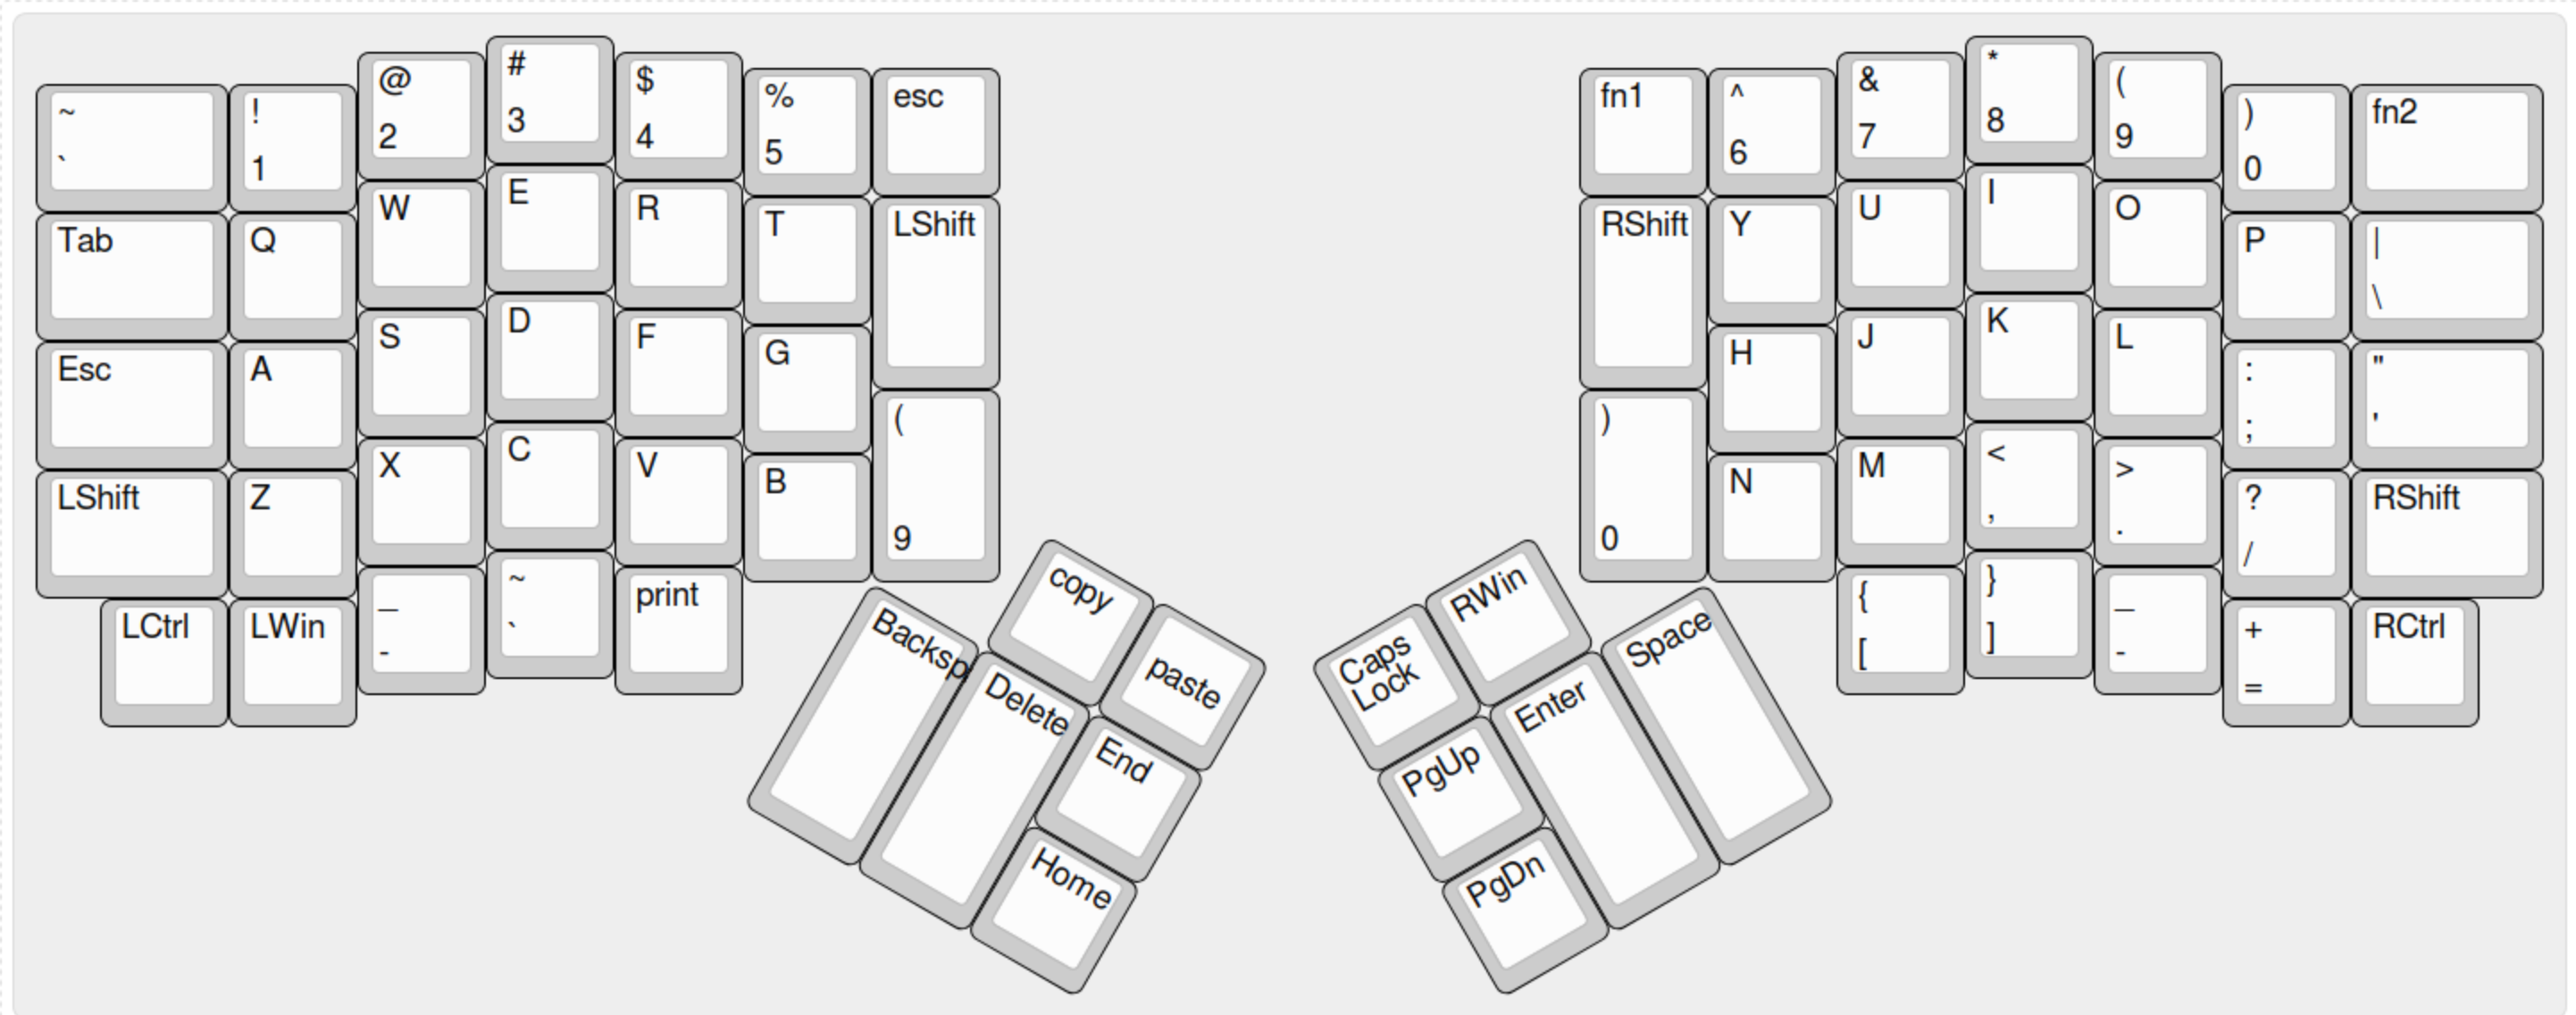 ~
`
!
1
@
2
#
3
$
4
%
5
esc
Tab
Q
W
E
R
T
LShift
Esc
A
S
D
F
G
(
9
LShift
Z
X
C
V
B
LCtrl
LWin
_
-
~
`
print
Backsp
Delete
copy
paste
End
Home
fn1
^
6
&
7
*
8
(
9
)
0
fn2
RShift
Y
U
I
O
P
|
\
)
0
H
J
K
L
:
;
"
'
N
M
<
,
>
.
?
/
RShift
{
[
}
]
_
-
+
=
RCtrl
Caps
Lock
RWin
PgUp
Enter
Space
PgDn